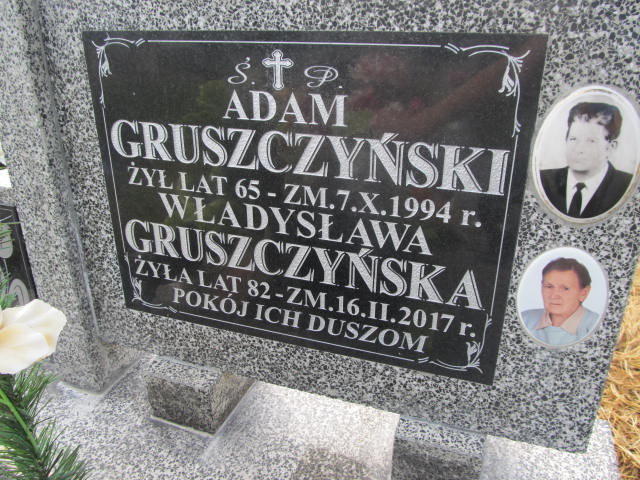 Ś. P.
ADAM
GRUSZCZYŃSKI
ŻYŁ LAT 65 - ZM.7.X.1994 r.
WŁADYSŁAWA
GRUSZCZYŃSKA
ŻYŁA LAT 82 - ZM.16.II.2017 r.
POKÓJ ICH DUSZOM